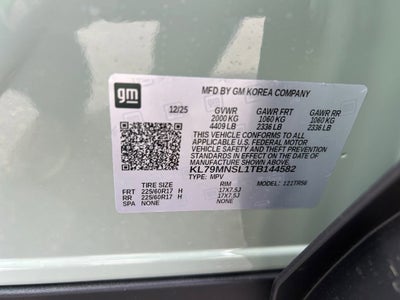 gm
MFD BY GM KOREA COMPANY
12/25 GVWR GAWR FRT GAWR RR
2000 KG 1060 KG 1060 KG
4409 LB 2336 LB 2336 LB
THIS VEHICLE CONFORMS TO ALL
APPLICABLE U.S. FEDERAL MOTOR
VEHICLE SAFETY AND THEFT
PREVENTION STANDARDS IN EFFECT
ON THE DATE OF MANUFACTURE
SHOWN ABOVE.
KL79MNSL1TB144582
TYPE: MPV
TIRE SIZE RIM MODEL: 1TR58
FRT 225/60R17 H 17X7.5J
RR 225/60R17 H 17X7.5J
SPA NONE NONE